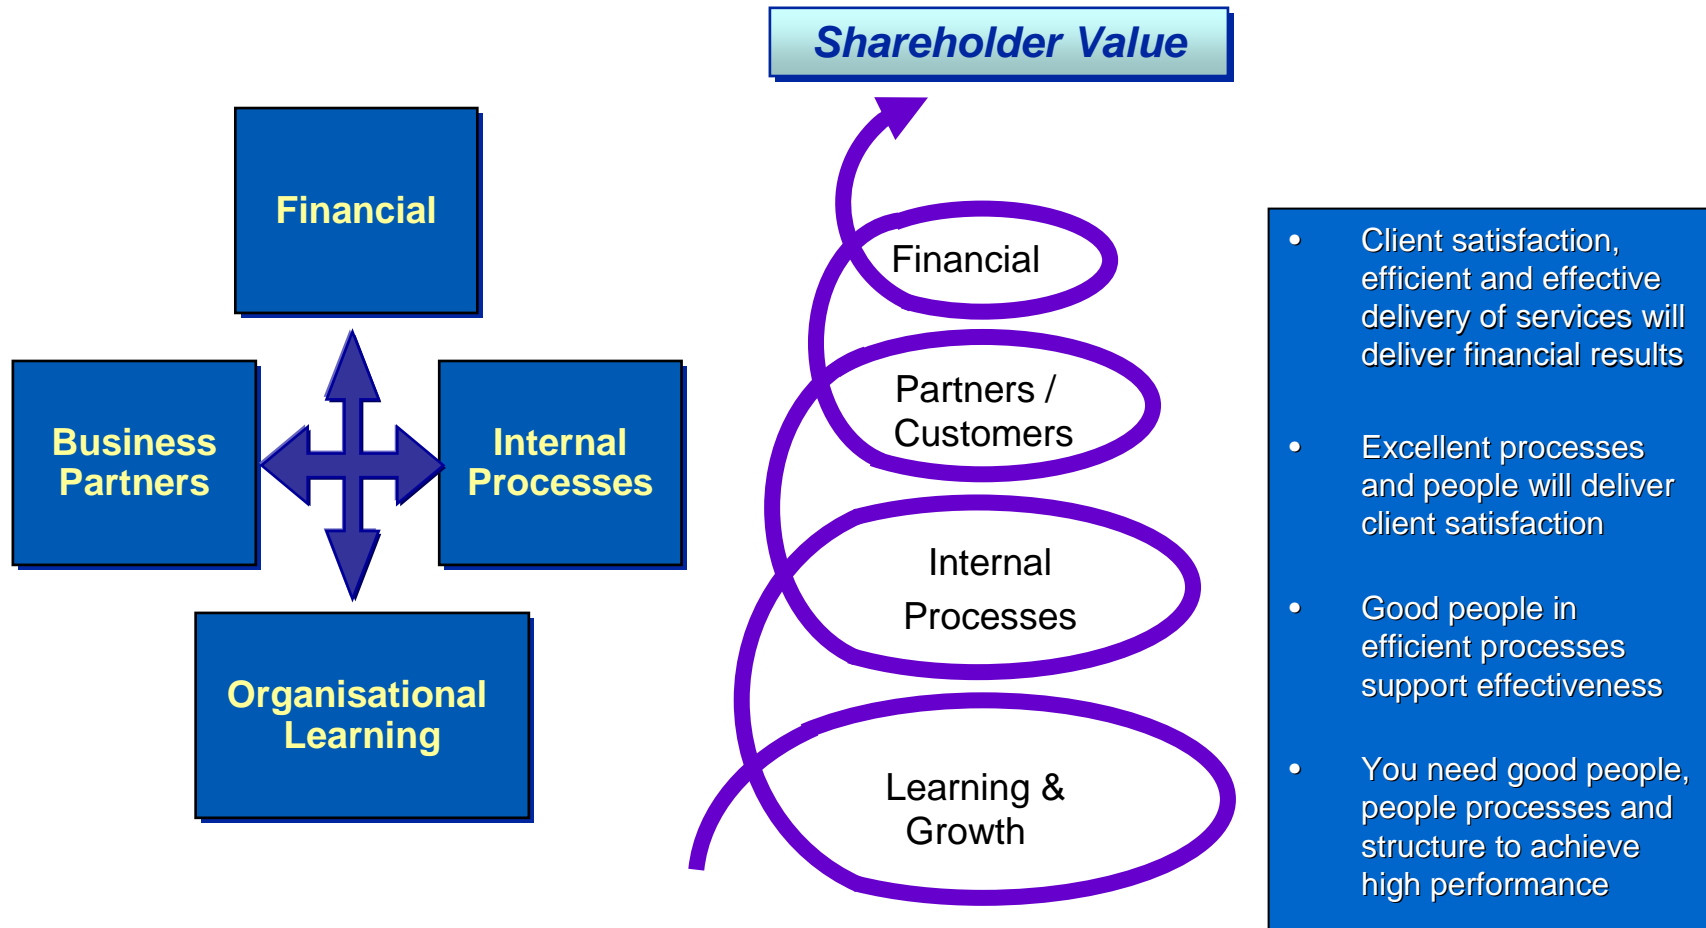 Shareholder Value
Financial
Business
Partners
Internal
Processes
Organisational
Learning
Financial
Partners /
Customers
Internal
Processes
Learning &
Growth
• Client satisfaction,
efficient and effective
delivery of services will
deliver financial results
• Excellent processes
and people will deliver
client satisfaction
• Good people in
efficient processes
support effectiveness
• You need good people,
people processes and
structure to achieve
high performance